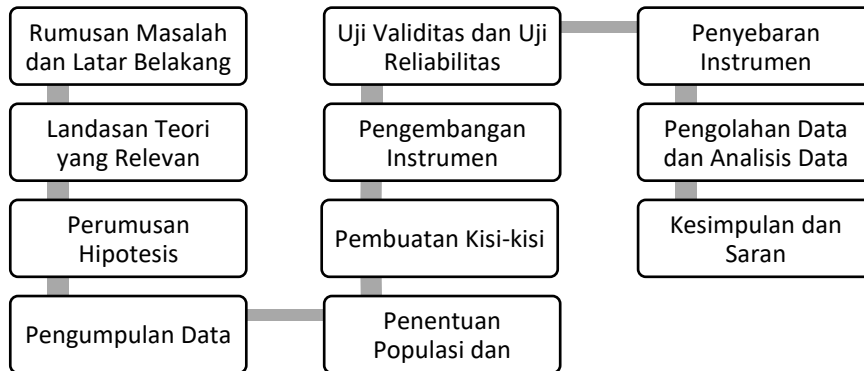 Rumusan Masalah
dan Latar Belakang
Landasan Teori
yang Relevan
Perumusan
Hipotesis
Pengumpulan Data
Penentuan
Populasi dan
Pembuatan Kisi-kisi
Pengembangan
Instrumen
Uji Validitas dan Uji
Reliabilitas
Penyebaran
Instrumen
Pengolahan Data
dan Analisis Data
Kesimpulan dan
Saran